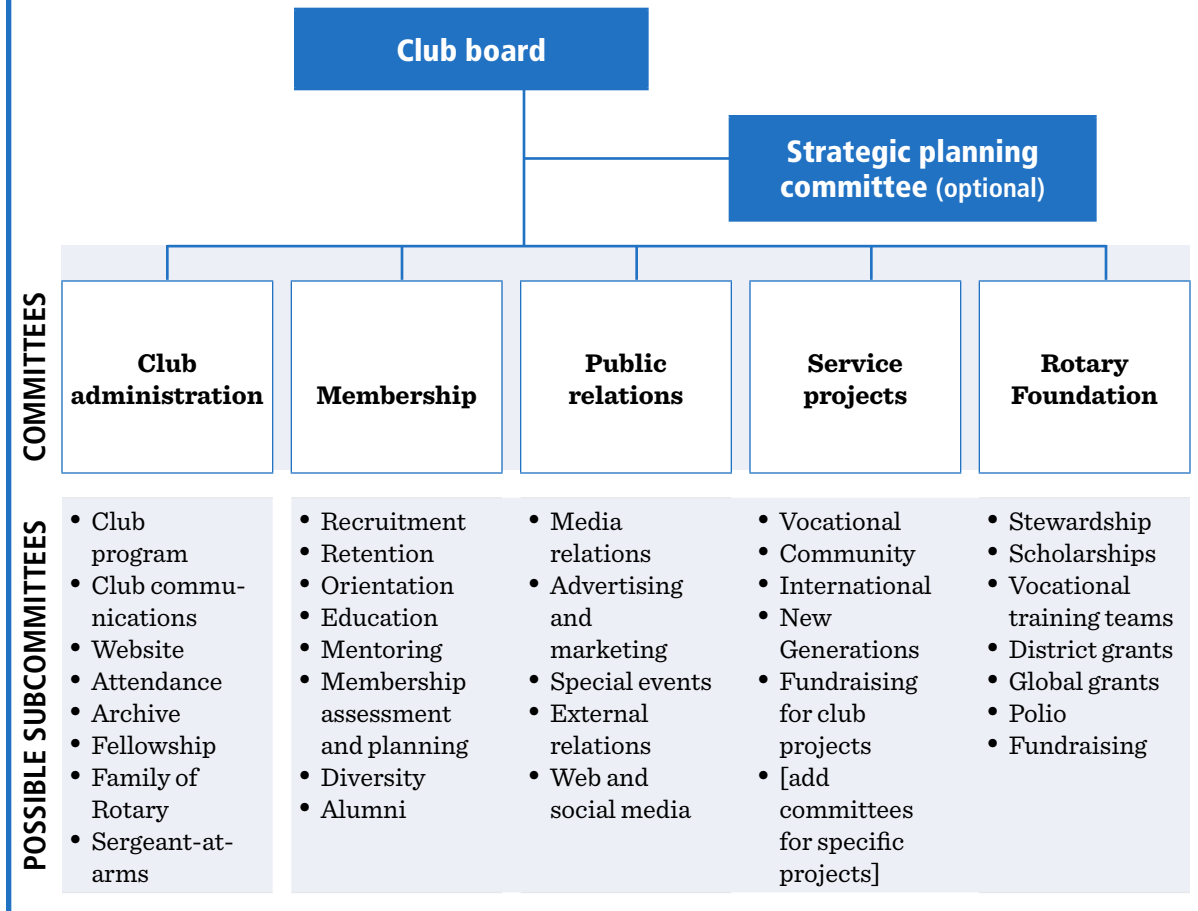 Club board
Strategic planning
committee (optional)
COMMITTEES
Club
administration
Membership
Public
relations
Service
projects
Rotary
Foundation
POSSIBLE SUBCOMMITTEES
• Club
program
• Club commu-
nications
• Website
• Attendance
• Archive
• Fellowship
• Family of
Rotary
• Sergeant-at-
arms
• Recruitment
• Retention
• Orientation
• Education
• Mentoring
• Membership
assessment
and planning
• Diversity
• Alumni
• Media
relations
• Advertising
and
marketing
• Special events
• External
relations
• Web and
social media
• Vocational
• Community
• International
• New
Generations
• Fundraising
for club
projects
• [add
committees
for specific
projects]
• Stewardship
• Scholarships
• Vocational
training teams
• District grants
• Global grants
• Polio
• Fundraising